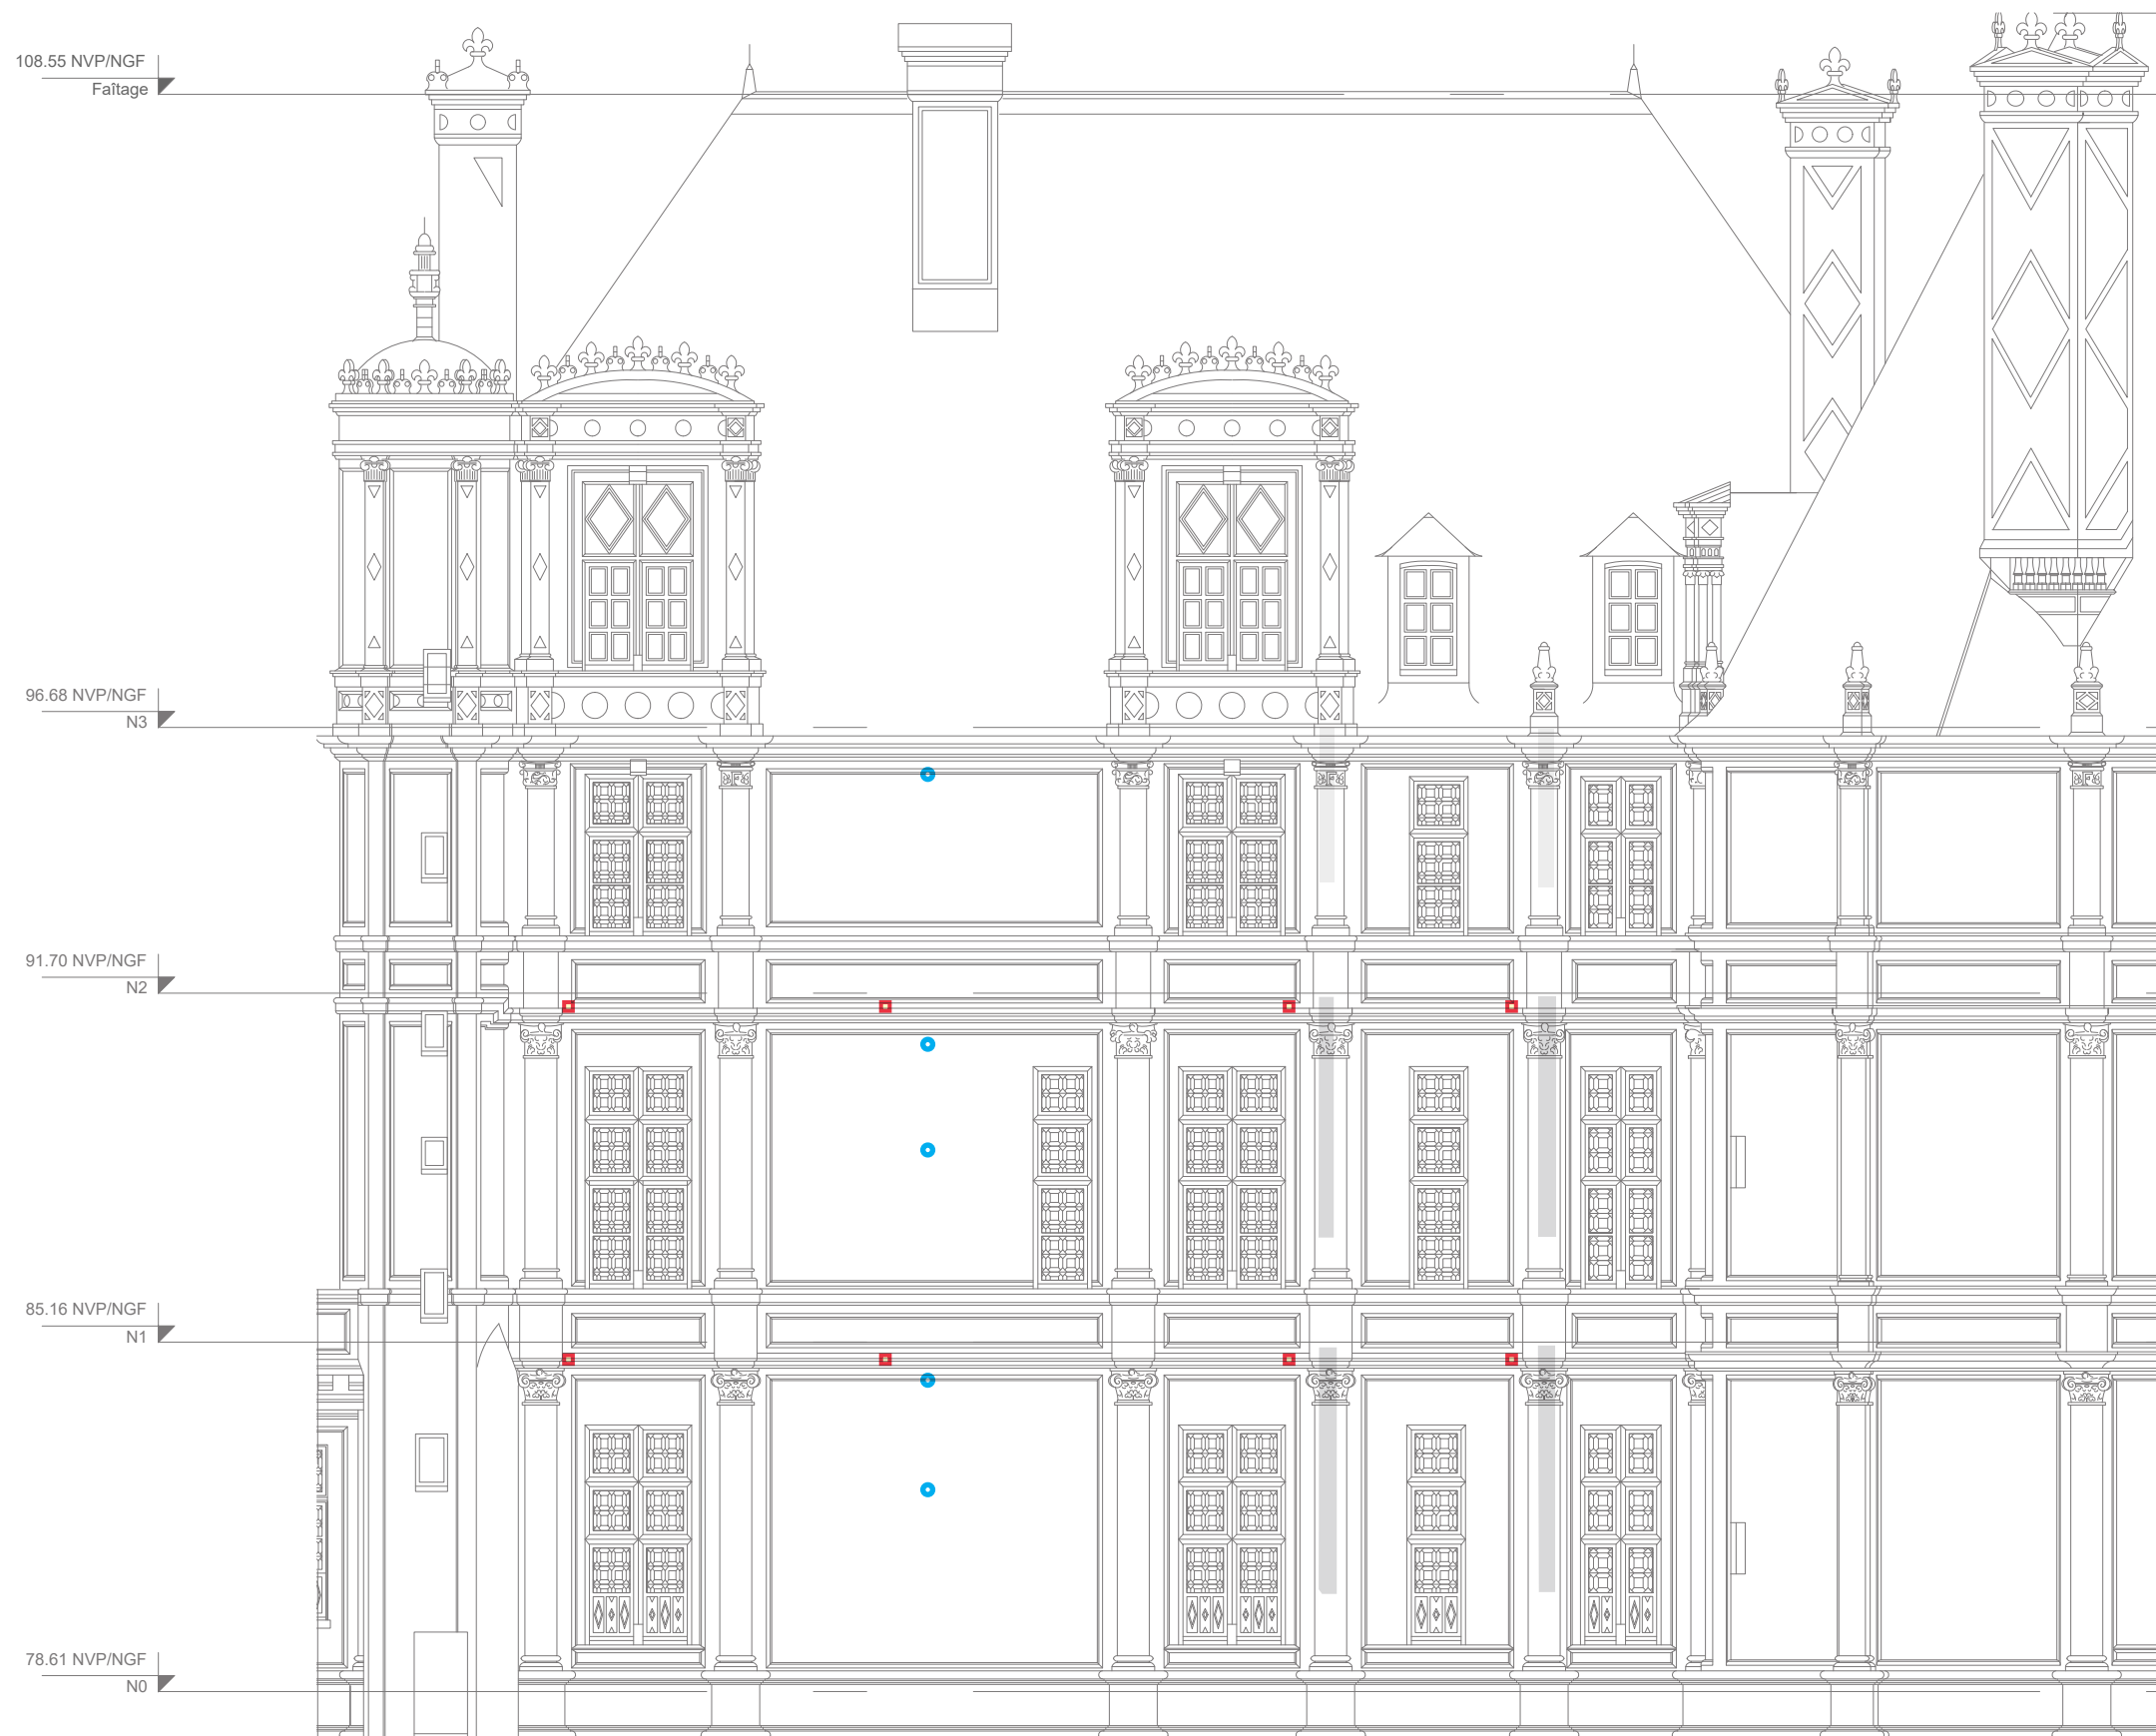 108.55 NVP/NGF
Faîtage
96.68 NVP/NGF
N3
91.70 NVP/NGF
N2
85.16 NVP/NGF
N1
78.61 NVP/NGF
N0